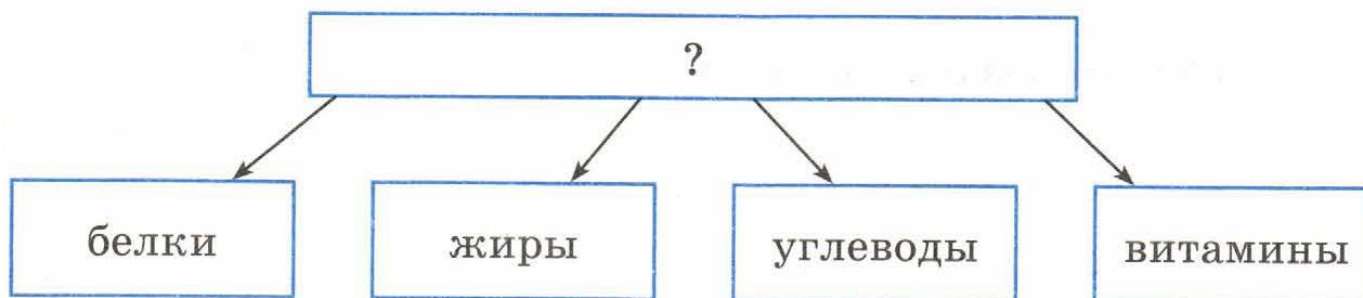 ?
белки
жиры
углеводы
витамины